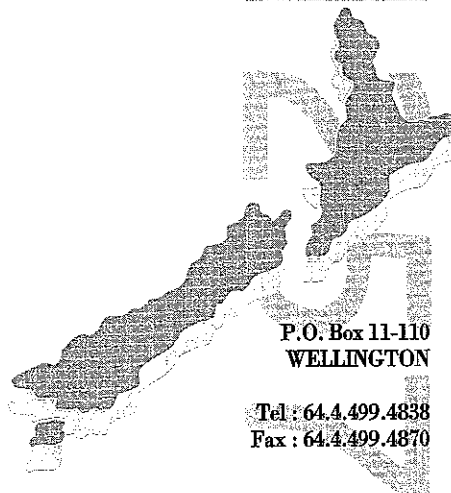 P.O. Box 11-110
WELLINGTON
Tel : 64.4.499.4838
Fax : 64.4.499.4870